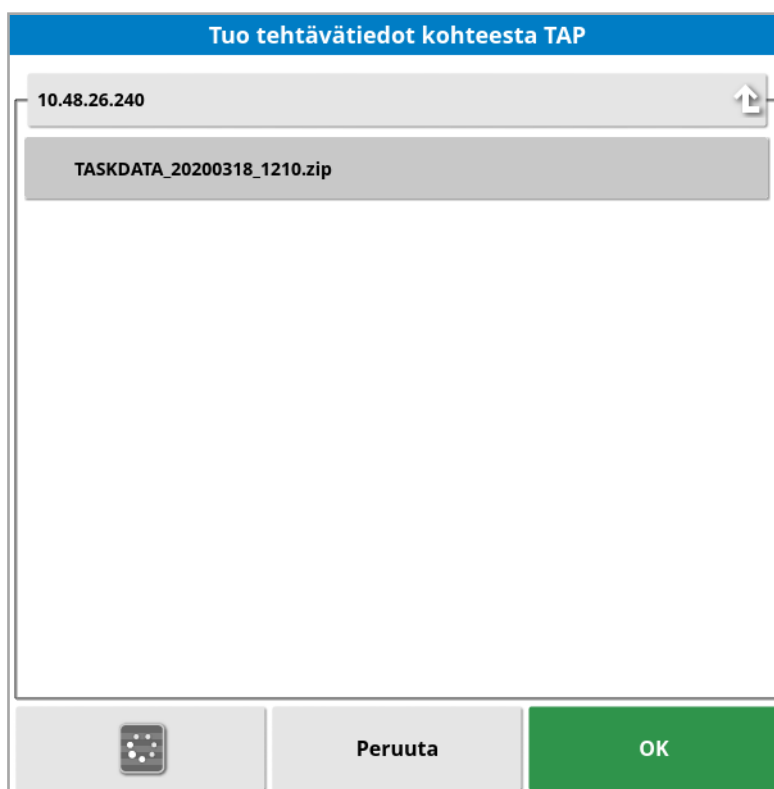 Tuo tehtävätiedot kohteesta TAP
10.48.26.240
TASKDATA_20200318_1210.zip
Peruuta
OK